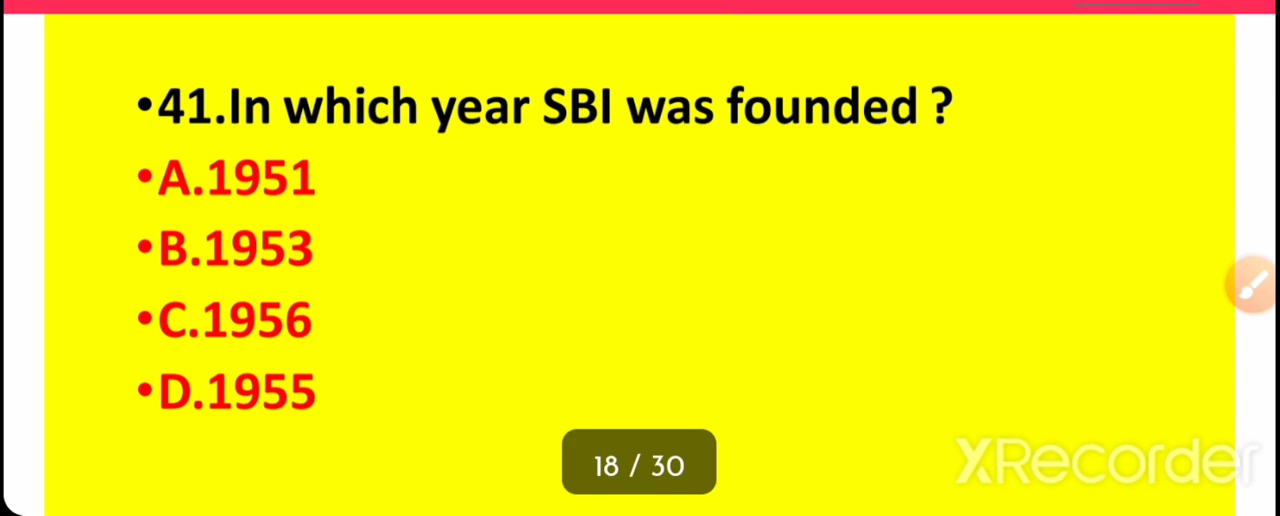 •41.In which year SBI was founded ?
•A.1951
•B.1953
•C.1956
•D.1955
18 / 30
XRecorder